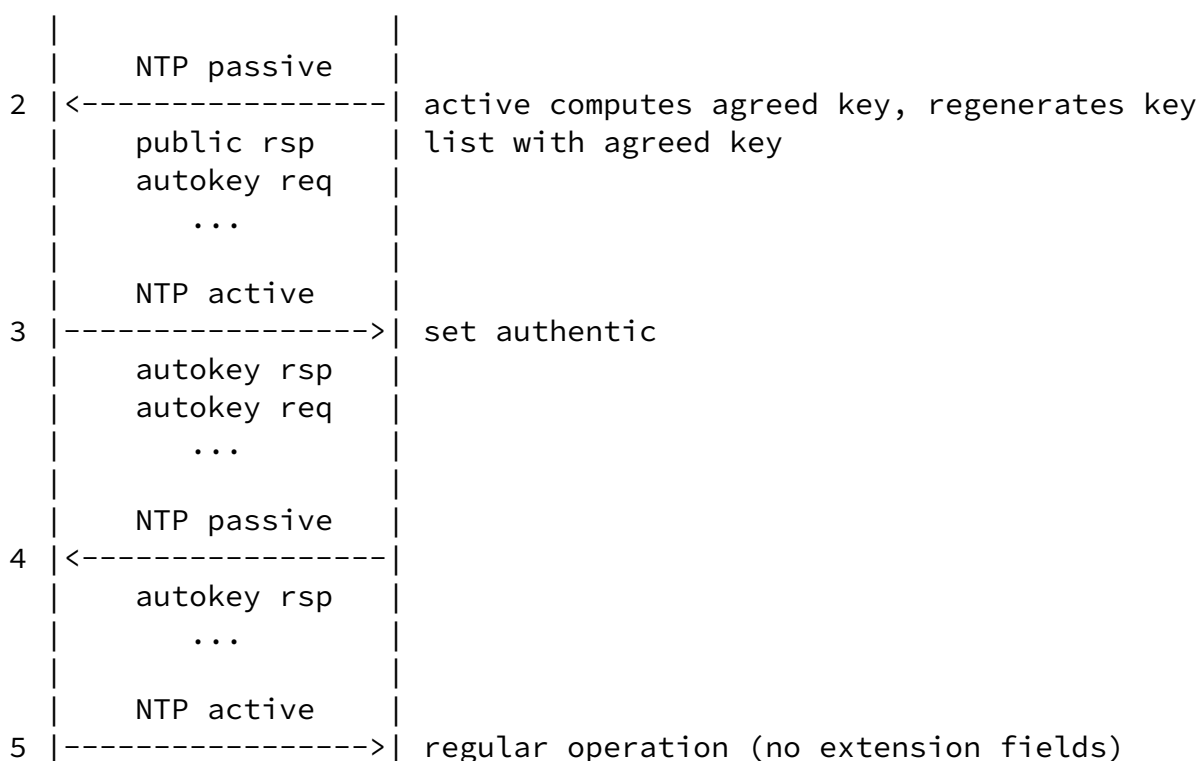 |                  |
|    NTP passive   |
2 |<-----------------| active computes agreed key, regenerates key
|    public rsp    | list with agreed key
|    autokey req   |
|       ...        |
|                  |
|    NTP active    |
3 |----------------->| set authentic
|    autokey rsp   |
|    autokey req   |
|       ...        |
|                  |
|    NTP passive   |
4 |<-----------------|
|    autokey rsp   |
|       ...        |
|                  |
|    NTP active    |
5 |----------------->| regular operation (no extension fields)